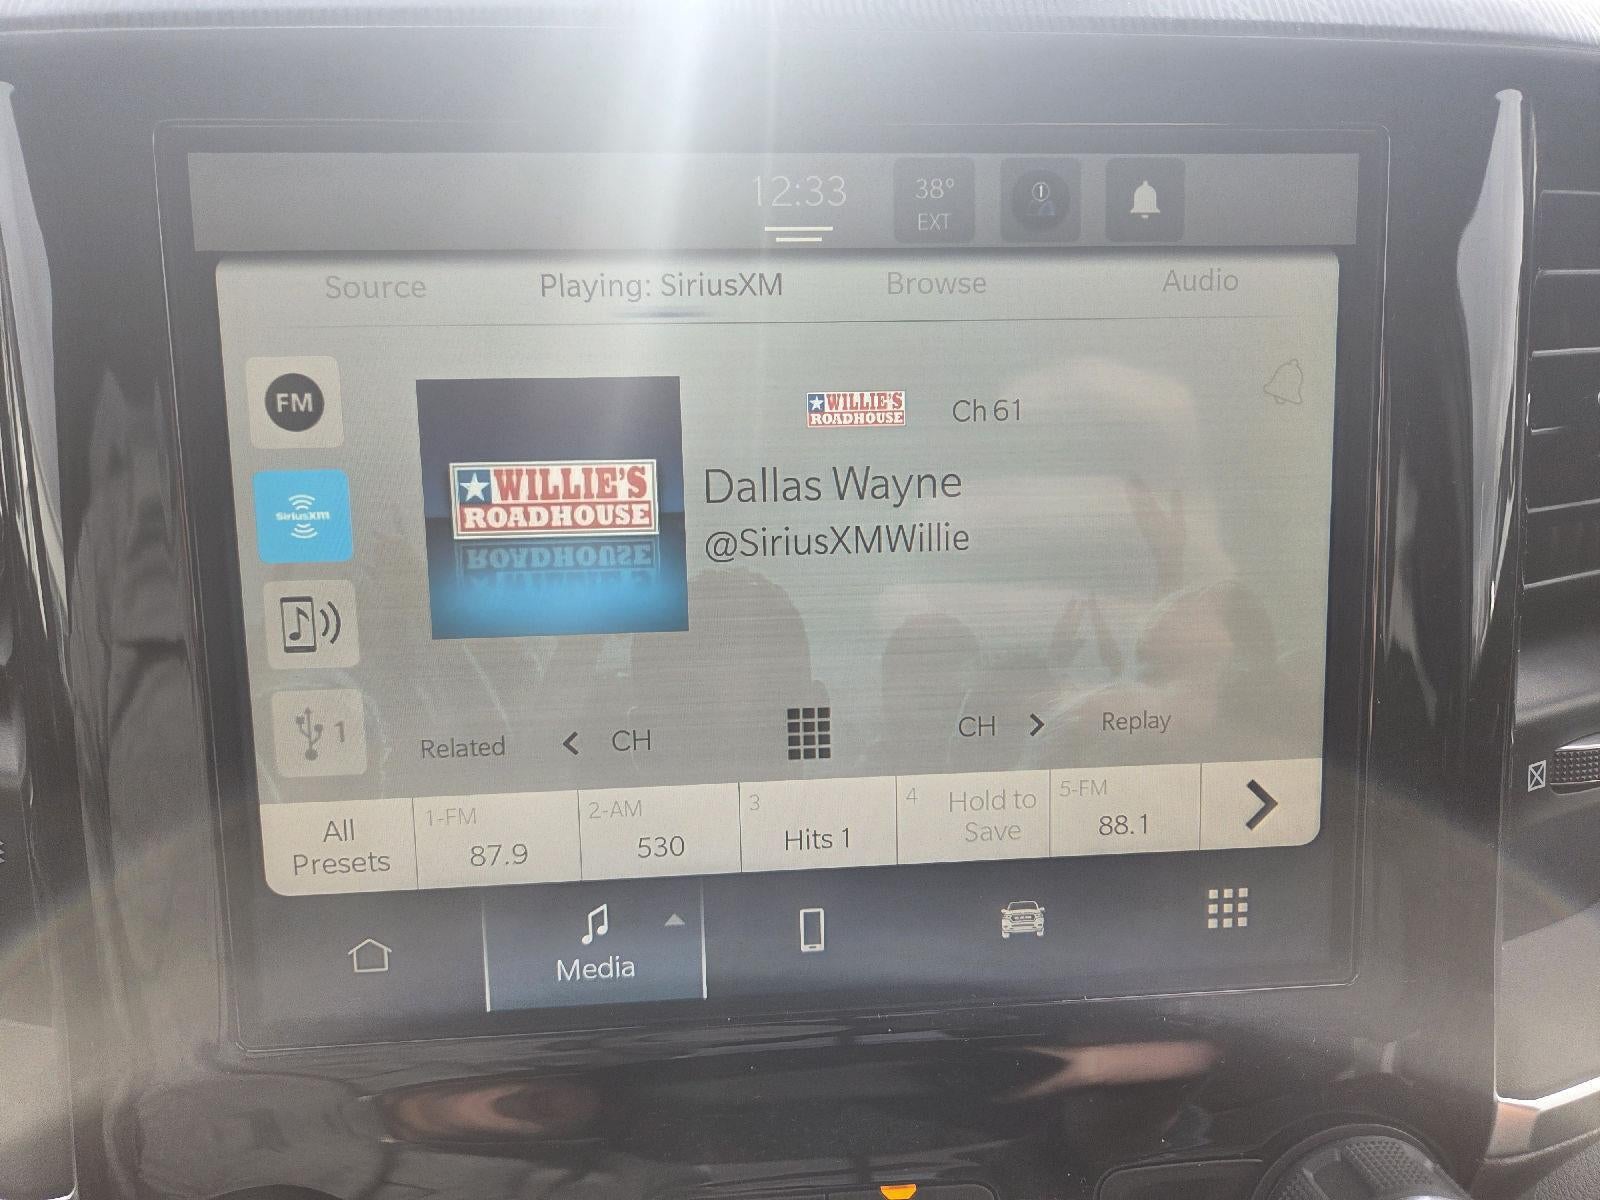 12:33
38°
EXT
Source
Playing: SiriusXM
Browse
Audio
FM
SiriusXM
1
WILLIE'S
ROADHOUSE
WILLIE'S
ROADHOUSE
Ch 61
Dallas Wayne
@SiriusXMWillie
Related
CH
CH
Replay
All
Presets
1-FM
87.9
2-AM
530
3
Hits 1
4
Hold to
Save
5-FM
88.1
Media